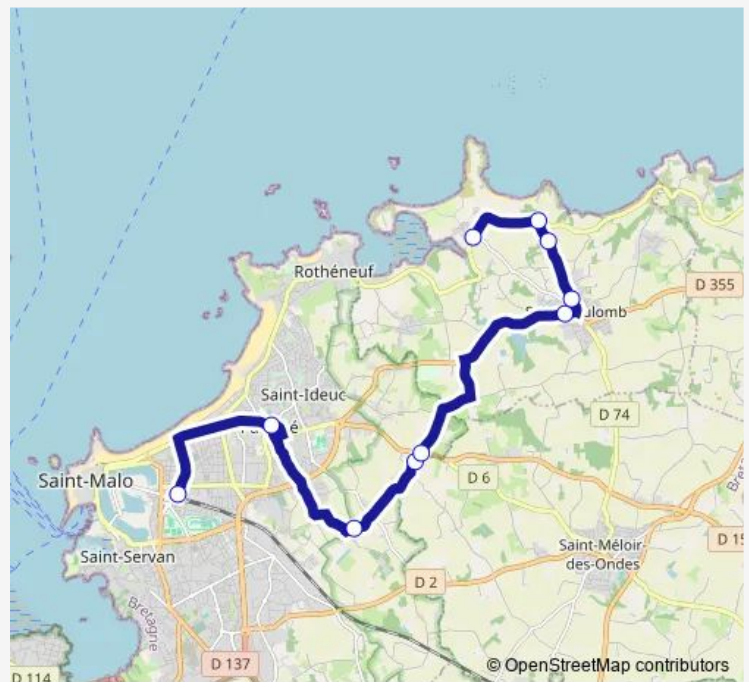 Rothéneuf
D 355
Saint-Ideuc
D 74
Saint-Malo
D 6
Saint-Servan
Saint-Méloir-
des-Ondes
D 2
Bretagne
D 137
D 114
© OpenStreetMap contributors